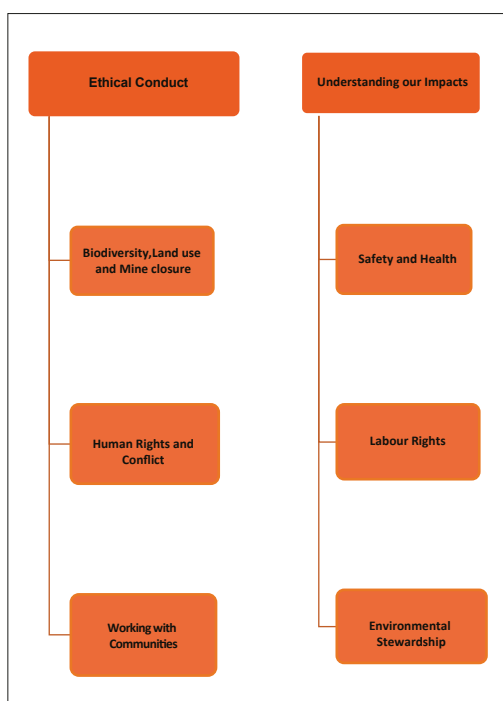 Ethical Conduct
Biodiversity,Land use
and Mine closure
Human Rights and
Conflict
Working with
Communities
Understanding our Impacts
Safety and Health
Labour Rights
Environmental
Stewardship